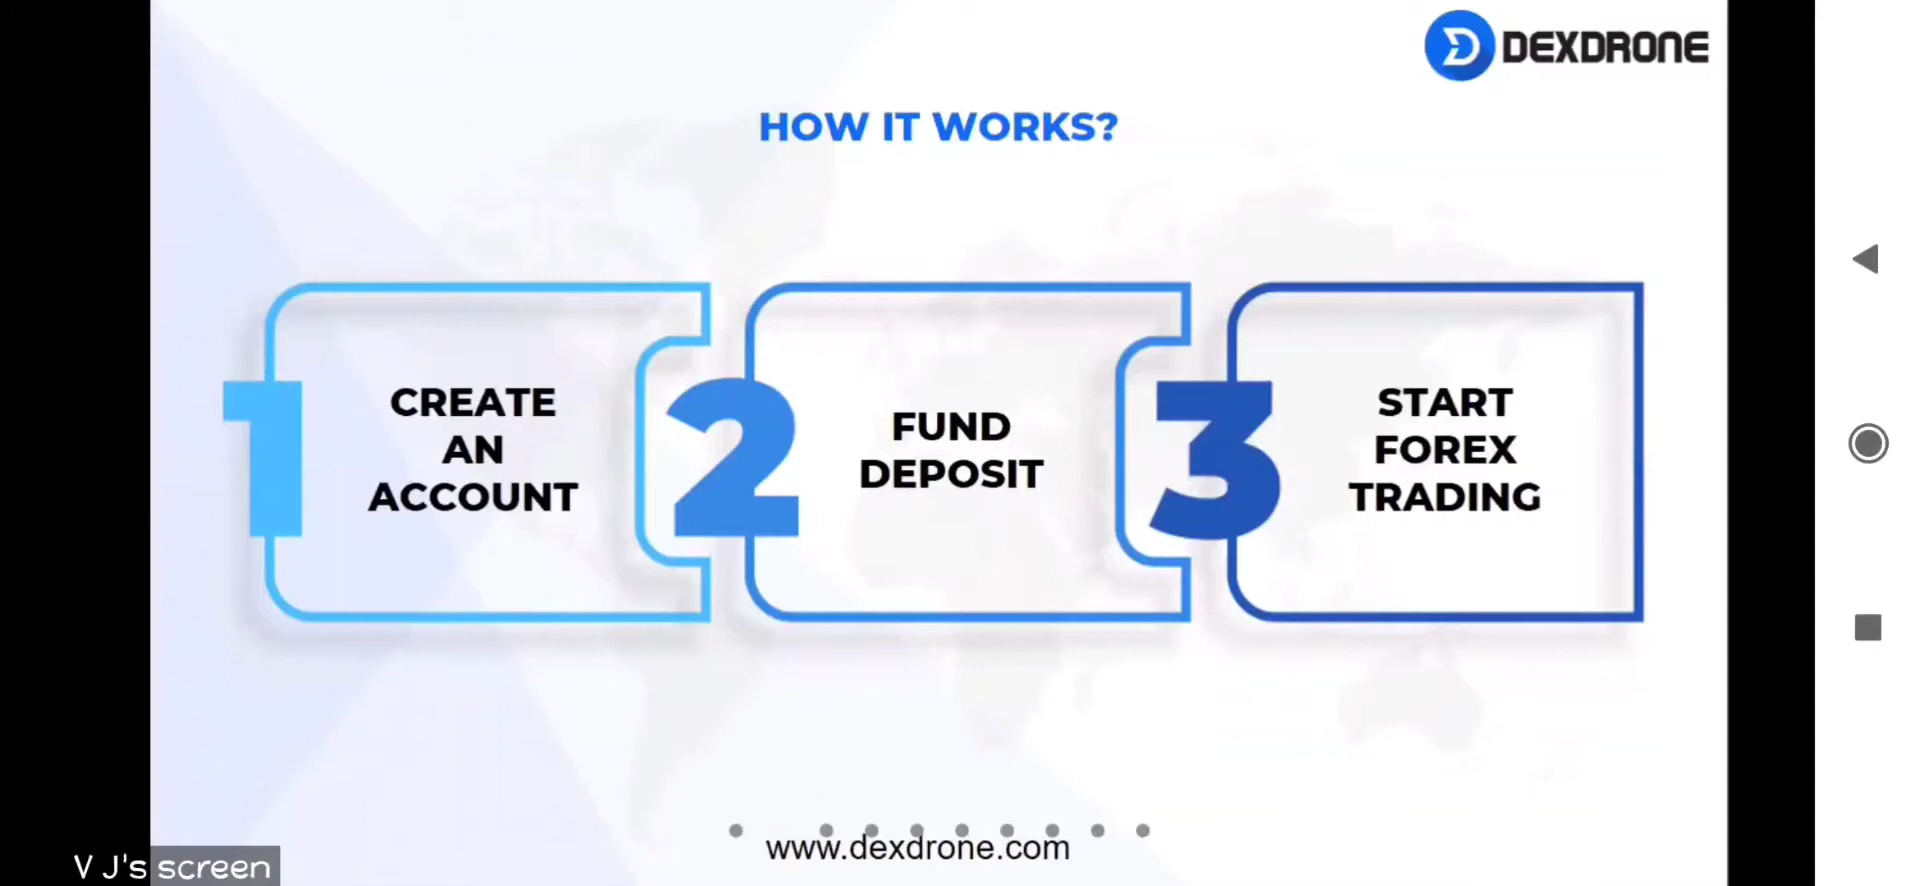 DEXDRONE
HOW IT WORKS?
1
CREATE
AN
ACCOUNT
2
FUND
DEPOSIT
3
START
FOREX
TRADING
www.dexdrone.com
V J's screen